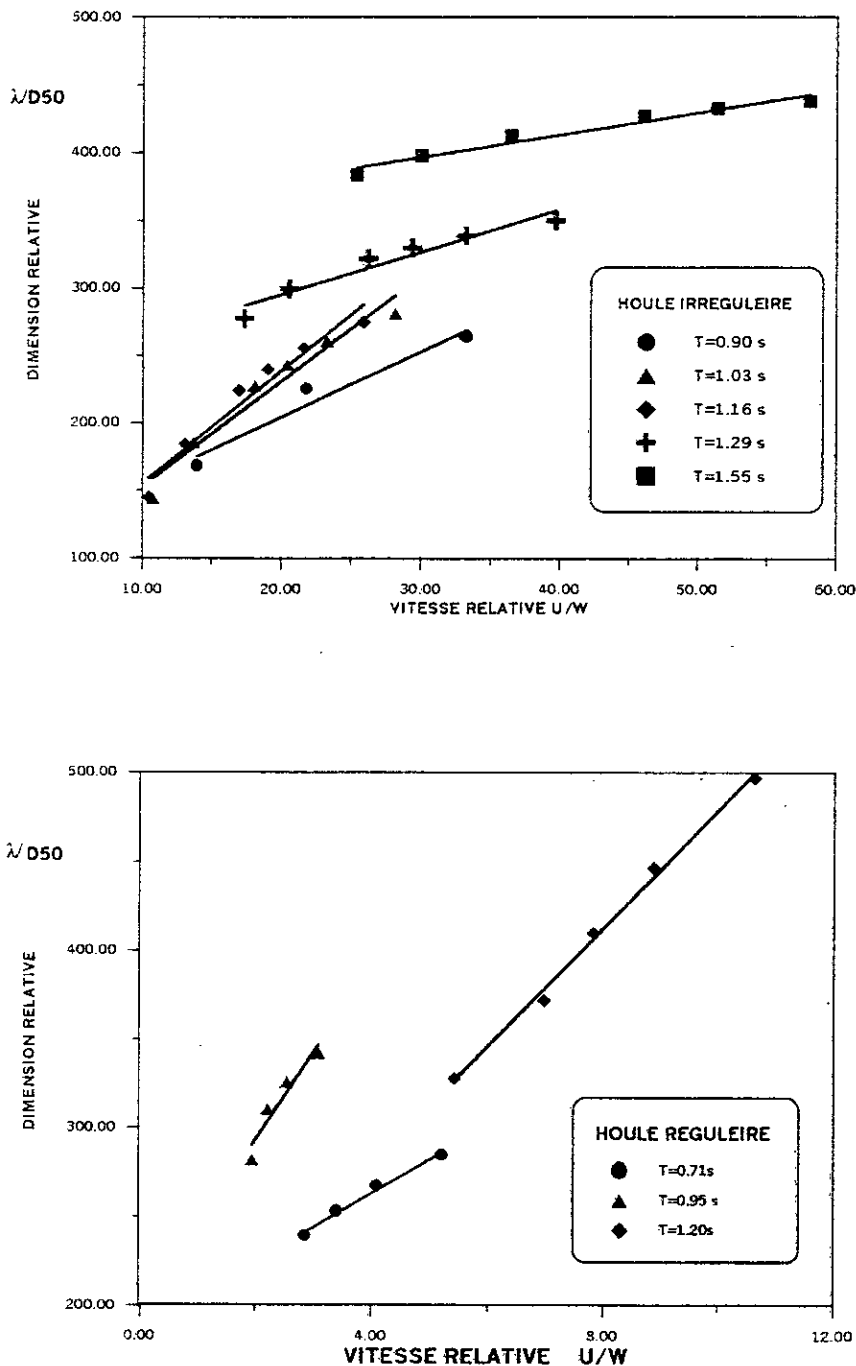 500.00
λ/D50
400.00
DIMENSION RELATIVE
300.00
200.00
100.00
HOULE IRREGULEIRE
T=0.90 s
T=1.03 s
T=1.16 s
T=1.29 s
T=1.55 s
10.00 20.00 30.00 40.00 50.00 60.00
VITESSE RELATIVE U/W
500.00
λ/D50
400.00
DIMENSION RELATIVE
300.00
200.00
HOULE REGULEIRE
T=0.71s
T=0.95 s
T=1.20s
0.00 4.00 8.00 12.00
VITESSE RELATIVE U/W